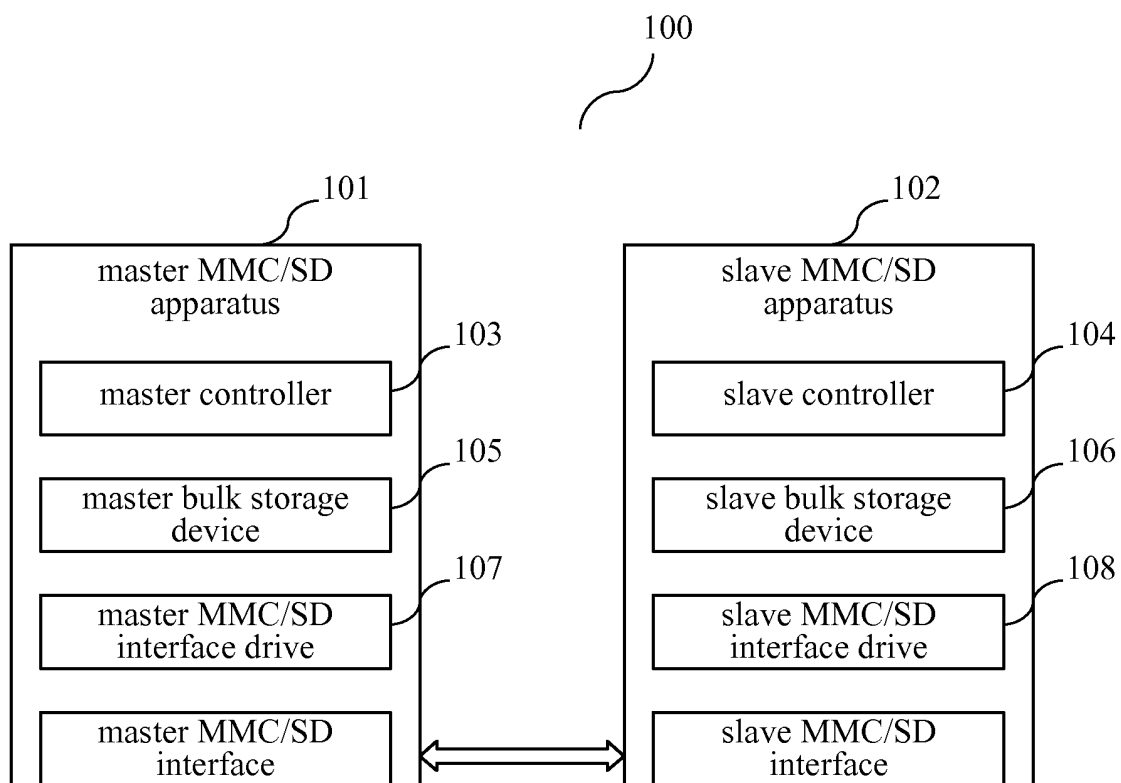 100
101
102
master MMC/SD
apparatus
slave MMC/SD
apparatus
103
104
master controller
slave controller
105
106
master bulk storage
device
slave bulk storage
device
107
108
master MMC/SD
interface drive
slave MMC/SD
interface drive
master MMC/SD
interface
slave MMC/SD
interface